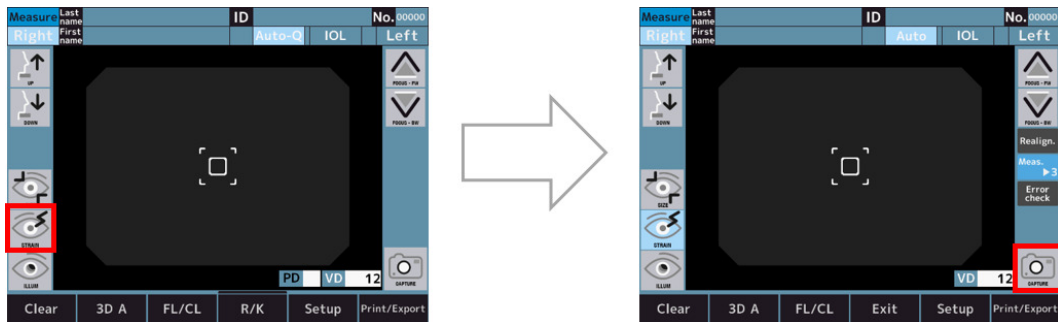 Measure Last name ID No. 00000
Right First name Auto-Q IOL Left
UP FOCUS - FW
DOWN FOCUS - BW
STRAIN
ILLUM CAPTURE
PD VD 12
Clear 3D A FL/CL R/K Setup Print/Export
Measure Last name ID No. 00000
Right First name Auto IOL Left
UP FOCUS - FW
DOWN FOCUS - BW
Realign.
Meas.
▶3
Error
check
SIZE
STRAIN
ILLUM CAPTURE
VD 12
Clear 3D A FL/CL Exit Setup Print/Export